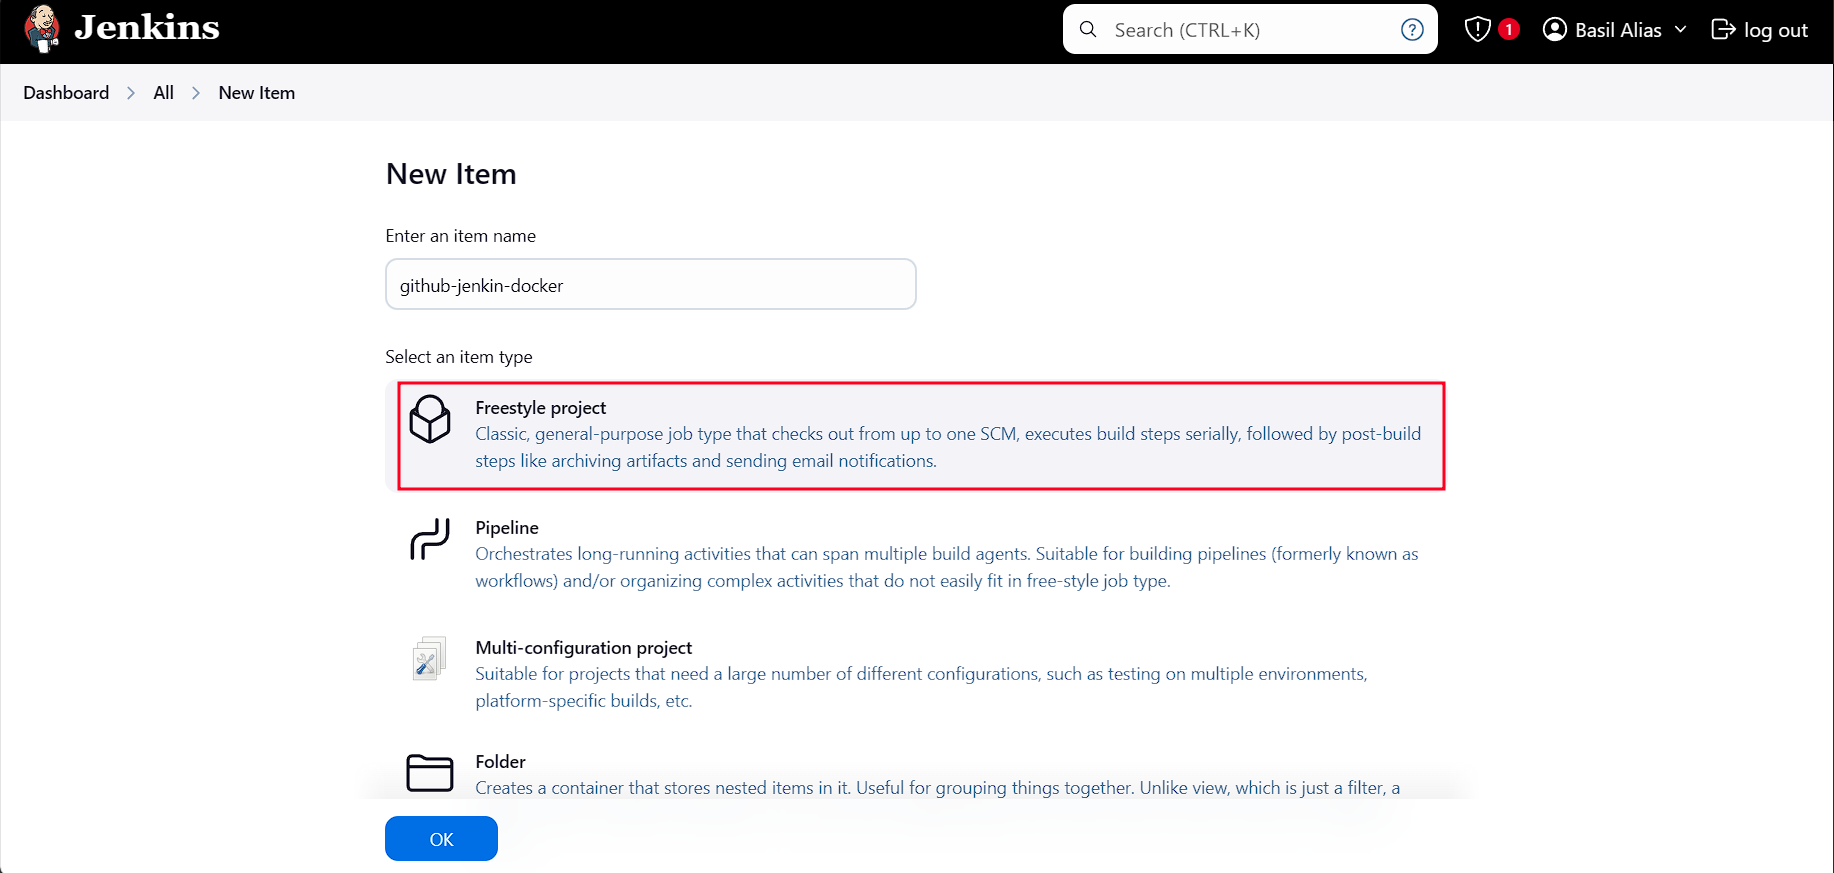 Jenkins
Search (CTRL+K)
?
1
Basil Alias
log out
Dashboard > All > New Item
New Item
Enter an item name
github-jenkin-docker
Select an item type
Freestyle project
Classic, general-purpose job type that checks out from up to one SCM, executes build steps serially, followed by post-build
steps like archiving artifacts and sending email notifications.
Pipeline
Orchestrates long-running activities that can span multiple build agents. Suitable for building pipelines (formerly known as
workflows) and/or organizing complex activities that do not easily fit in free-style job type.
Multi-configuration project
Suitable for projects that need a large number of different configurations, such as testing on multiple environments,
platform-specific builds, etc.
Folder
Creates a container that stores nested items in it. Useful for grouping things together. Unlike view, which is just a filter, a
OK